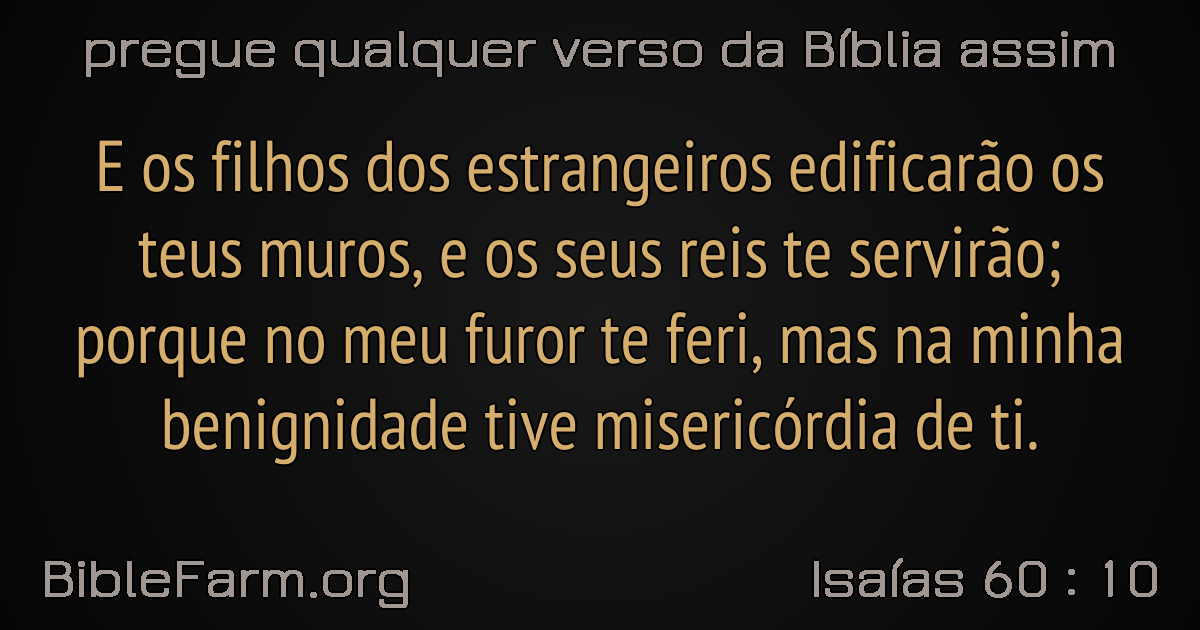 pregue qualquer verso da Bíblia assim
E os filhos dos estrangeiros edificarão os
teus muros, e os seus reis te servirão;
porque no meu furor te feri, mas na minha
benignidade tive misericórdia de ti.
BibleFarm.org
Isaías 60 : 10